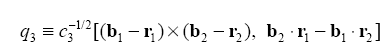 q₃ ≡ c₃^{-1/2}[(b₁ − r₁)×(b₂ − r₂), b₂ · r₁ − b₁ · r₂]